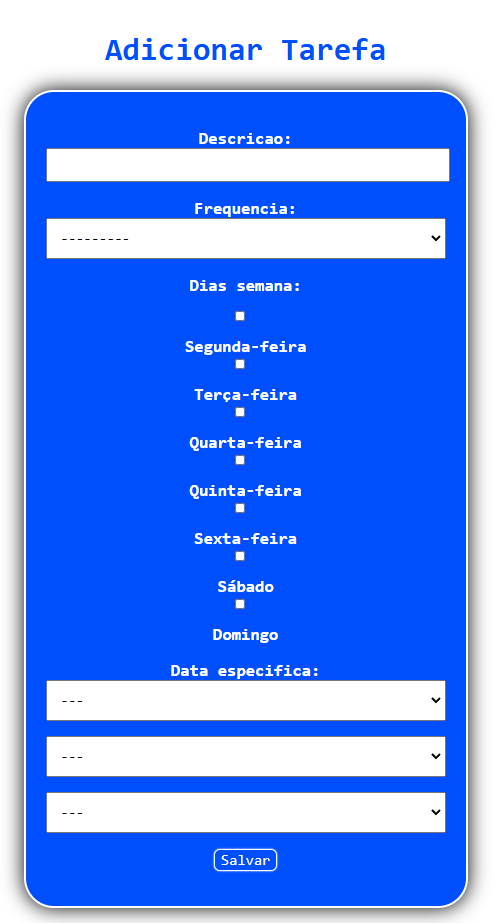 Adicionar Tarefa
Descricao:
Frequencia:
---------
Dias semana:
Segunda-feira
Terça-feira
Quarta-feira
Quinta-feira
Sexta-feira
Sábado
Domingo
Data especifica:
---
---
---
Salvar